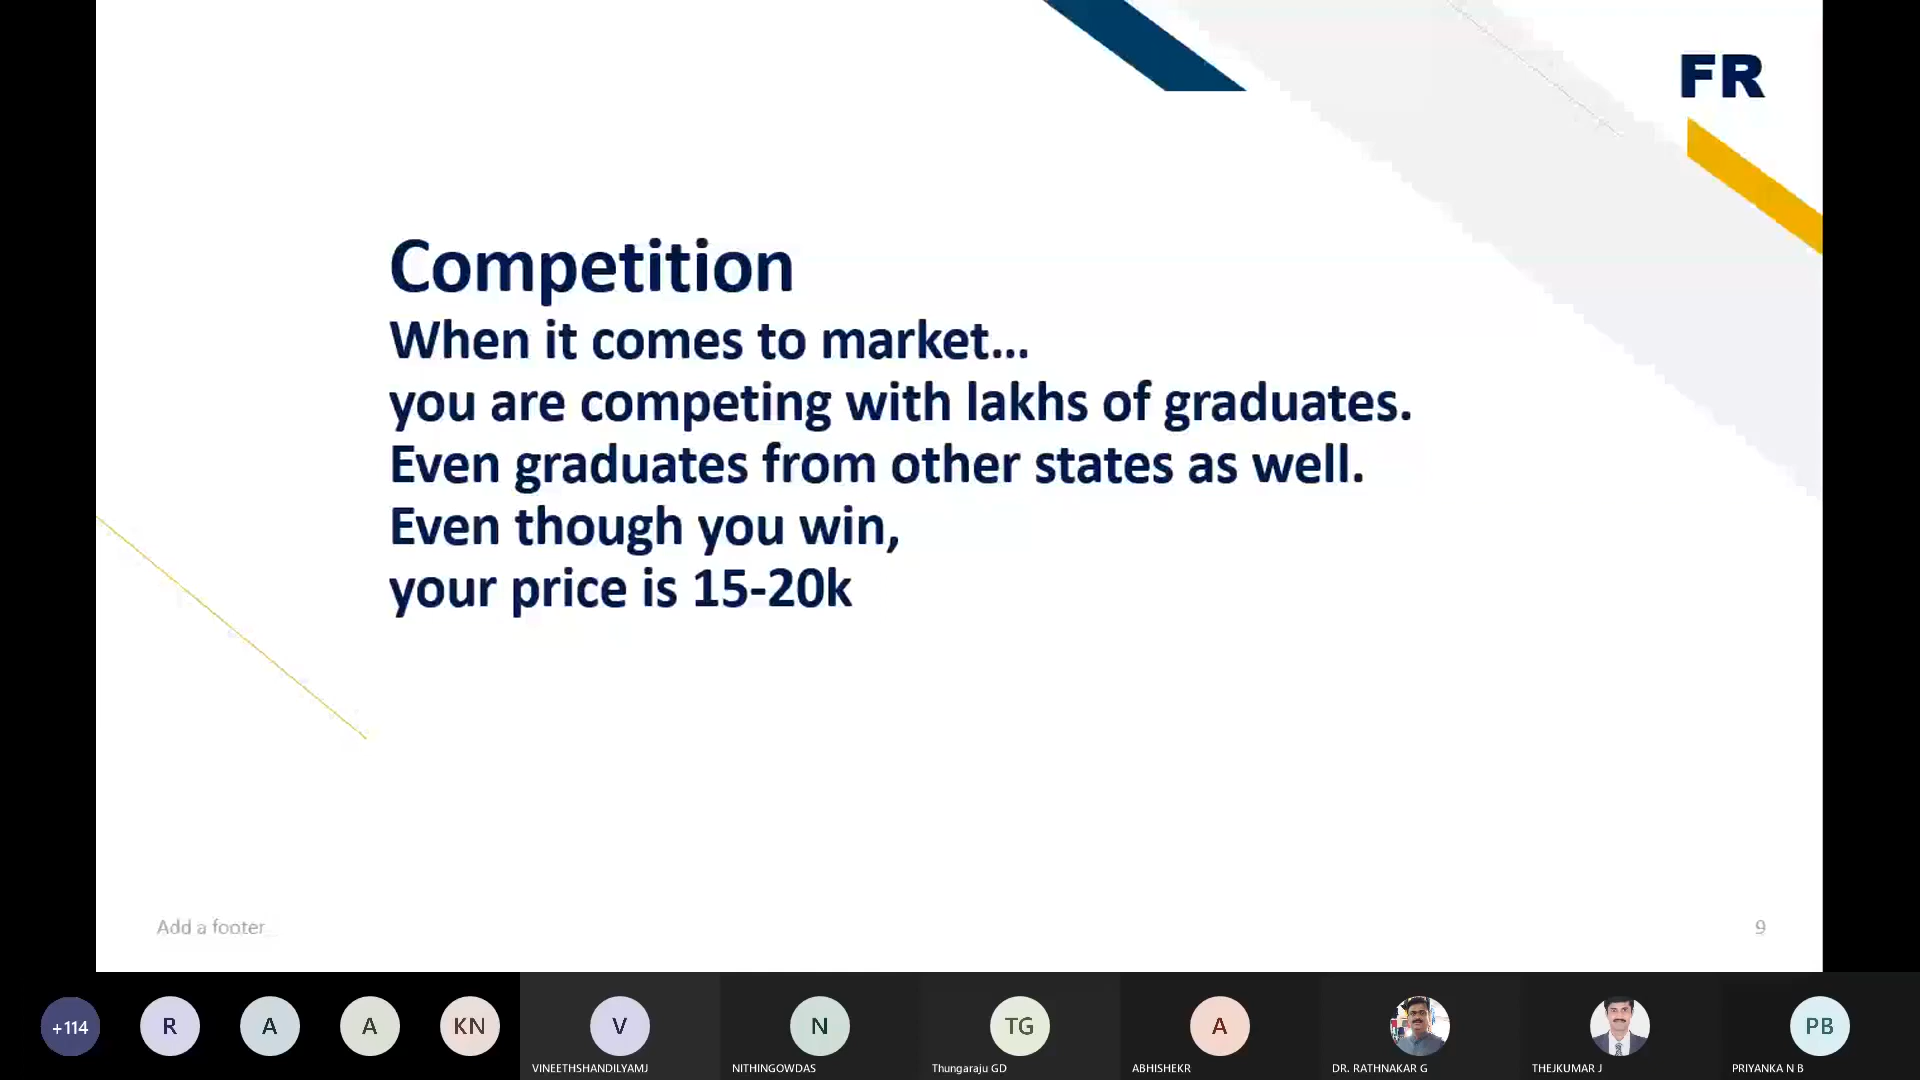 FR
Competition
When it comes to market...
you are competing with lakhs of graduates.
Even graduates from other states as well.
Even though you win,
your price is 15-20k
Add a footer
9
+114
R
A
A
KN
V
N
TG
A
PB
VINEETHSHANDILYAMJ
NITHINGOWDAS
Thungaraju GD
ABHISHEKR
DR. RATHNAKAR G
THEJKUMAR J
PRIYANKA N B